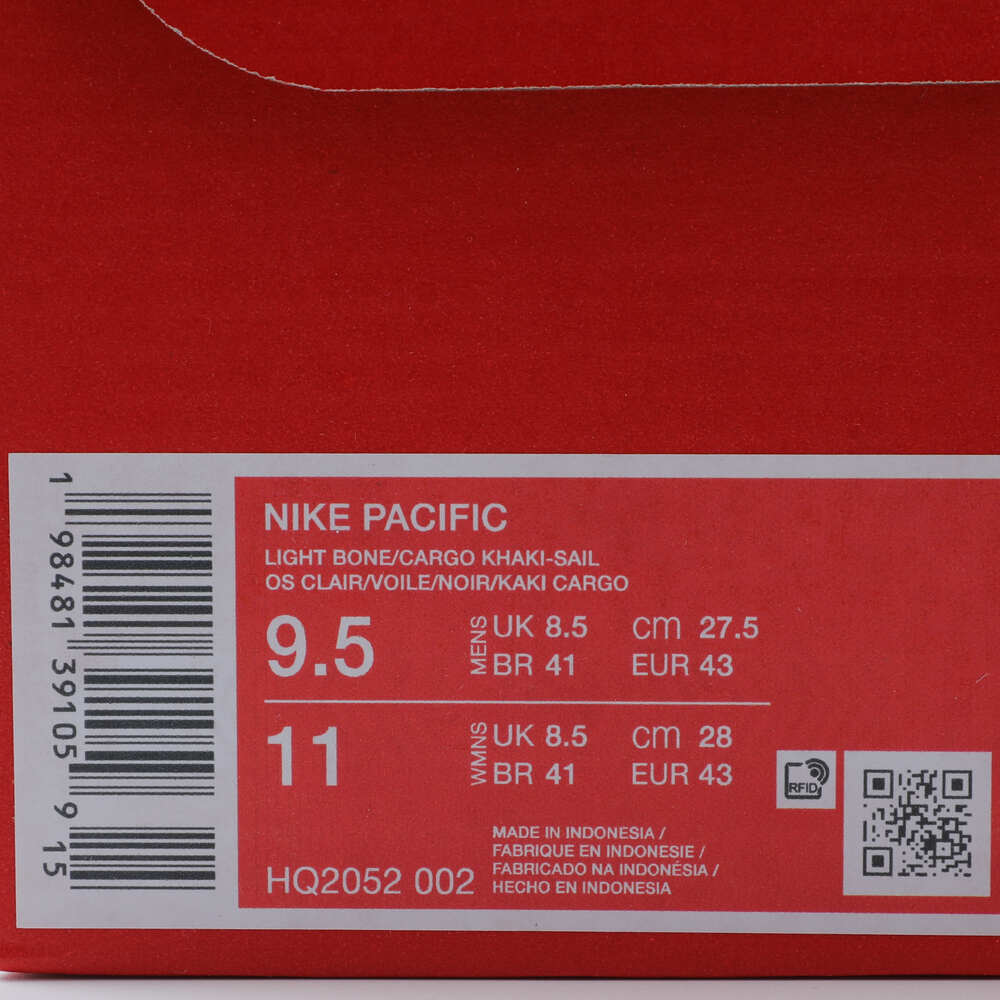 1 98481 39105 9 15
NIKE PACIFIC
LIGHT BONE/CARGO KHAKI-SAIL
OS CLAIR/VOILE/NOIR/KAKI CARGO
9.5 MENS UK 8.5 cm 27.5
BR 41 EUR 43
11 WMNS UK 8.5 cm 28
BR 41 EUR 43
RFID
HQ2052 002
MADE IN INDONESIA /
FABRIQUE EN INDONESIE /
FABRICADO NA INDONÉSIA /
HECHO EN INDONESIA